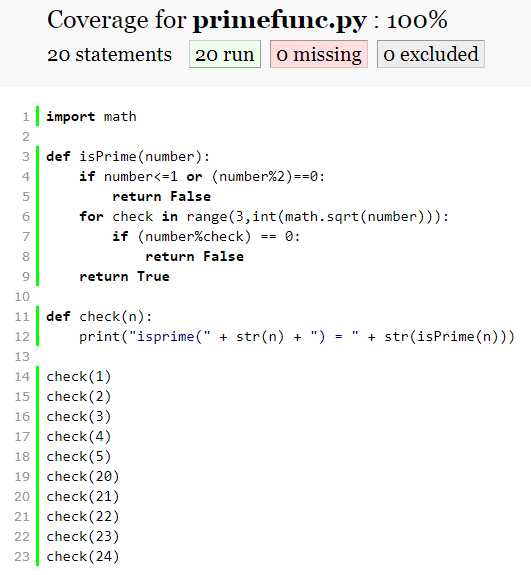 Coverage for primefunc.py : 100%
20 statements 20 run 0 missing 0 excluded
1 import math
2
3 def isPrime(number):
4     if number<=1 or (number%2)==0:
5         return False
6     for check in range(3,int(math.sqrt(number))):
7         if (number%check) == 0:
8             return False
9     return True
10
11 def check(n):
12     print("isprime(" + str(n) + ") = " + str(isPrime(n)))
13
14 check(1)
15 check(2)
16 check(3)
17 check(4)
18 check(5)
19 check(20)
20 check(21)
21 check(22)
22 check(23)
23 check(24)